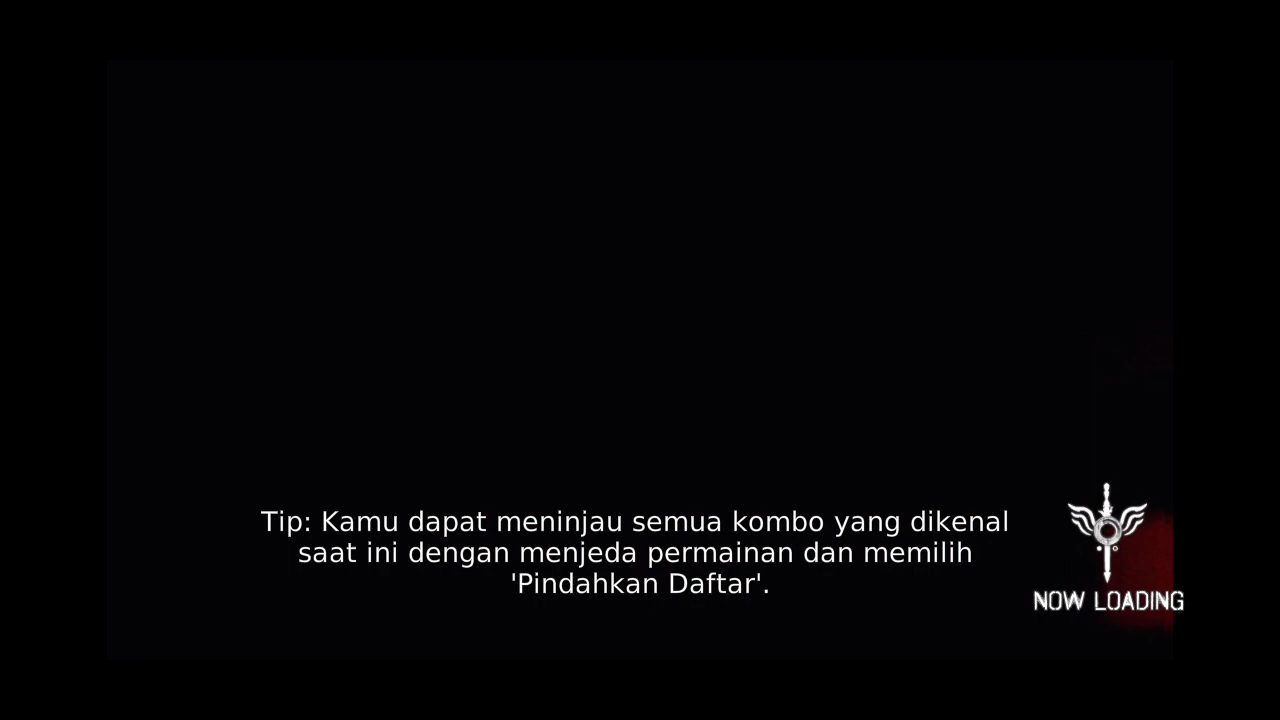 Tip: Kamu dapat meninjau semua kombo yang dikenal
saat ini dengan menjeda permainan dan memilih
'Pindahkan Daftar'.
NOW LOADING